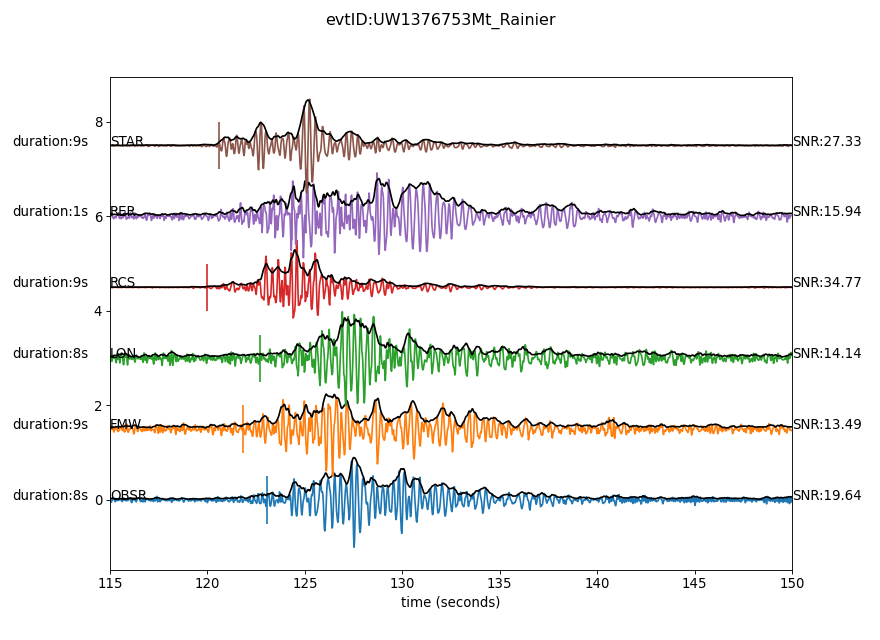 evtID:UW1376753Mt_Rainier
8
duration:9s STAR SNR:27.33
duration:1s RER SNR:15.94
6
duration:9s RCS SNR:34.77
4
duration:8s LON SNR:14.14
2
duration:9s FMW SNR:13.49
duration:8s OBSR SNR:19.64
0
115 120 125 130 135 140 145 150
time (seconds)